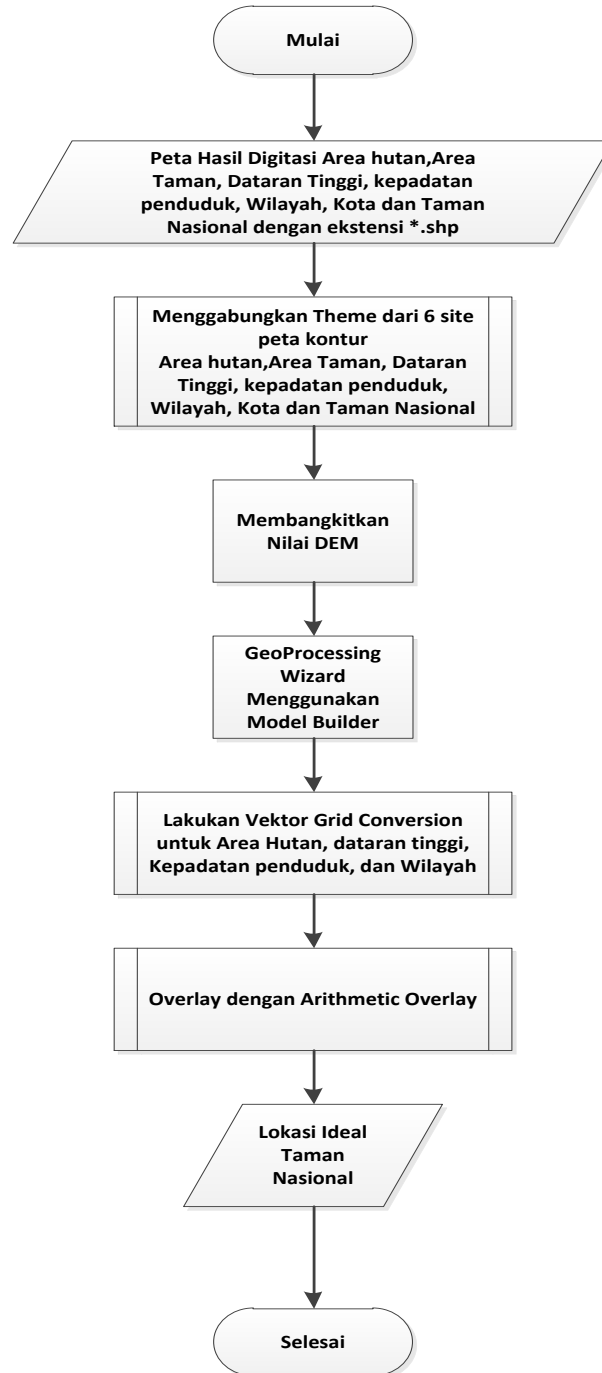 Mulai
Peta Hasil Digitasi Area hutan,Area
Taman, Dataran Tinggi, kepadatan
penduduk, Wilayah, Kota dan Taman
Nasional dengan ekstensi *.shp
Menggabungkan Theme dari 6 site
peta kontur
Area hutan,Area Taman, Dataran
Tinggi, kepadatan penduduk,
Wilayah, Kota dan Taman Nasional
Membangkitkan
Nilai DEM
GeoProcessing
Wizard
Menggunakan
Model Builder
Lakukan Vektor Grid Conversion
untuk Area Hutan, dataran tinggi,
Kepadatan penduduk, dan Wilayah
Overlay dengan Arithmetic Overlay
Lokasi Ideal
Taman
Nasional
Selesai